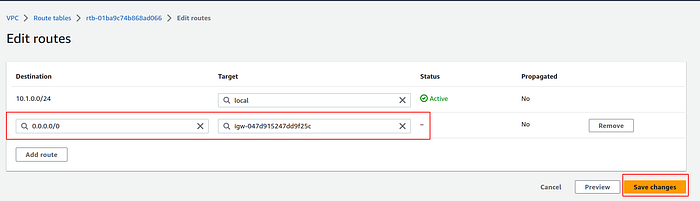 VPC > Route tables > rtb-01ba9c74b868ad066 > Edit routes
Edit routes
Destination Target Status Propagated
10.1.0.0/24 local Active No
0.0.0.0/0 igw-047d915247dd9f25c - No Remove
Add route
Cancel Preview Save changes